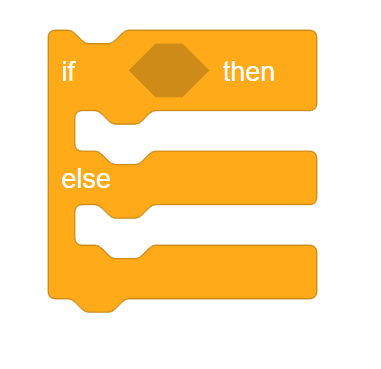 if then
else